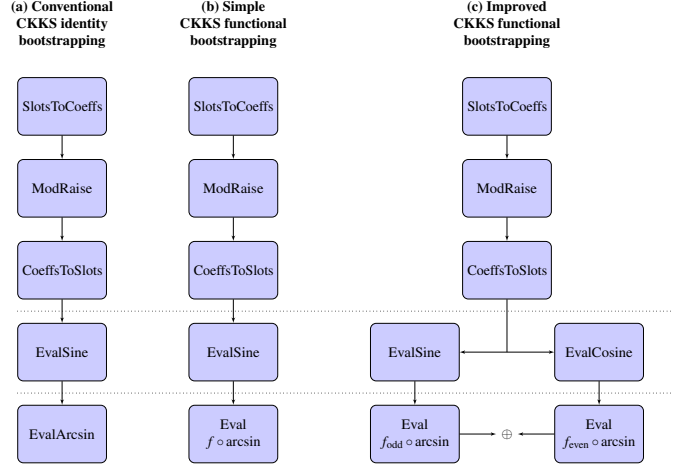 (a) Conventional
CKKS identity
bootstrapping
SlotsToCoeffs
ModRaise
CoeffsToSlots
EvalSine
EvalArcsin
(b) Simple
CKKS functional
bootstrapping
SlotsToCoeffs
ModRaise
CoeffsToSlots
EvalSine
Eval
f ∘ arcsin
(c) Improved
CKKS functional
bootstrapping
SlotsToCoeffs
ModRaise
CoeffsToSlots
EvalSine
EvalCosine
Eval
f_odd ∘ arcsin
⊕
Eval
f_even ∘ arcsin